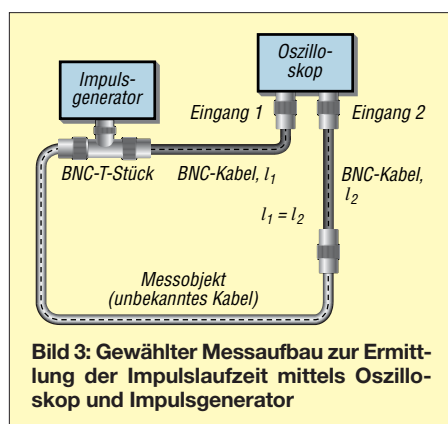 Impuls-
generator
Oszillo-
skop
Eingang 1
Eingang 2
BNC-T-Stück
BNC-Kabel, l₁
BNC-Kabel,
l₂
l₁ = l₂
Messobjekt
(unbekanntes Kabel)
Bild 3: Gewählter Messaufbau zur Ermitt-
lung der Impulslaufzeit mittels Oszillo-
skop und Impulsgenerator